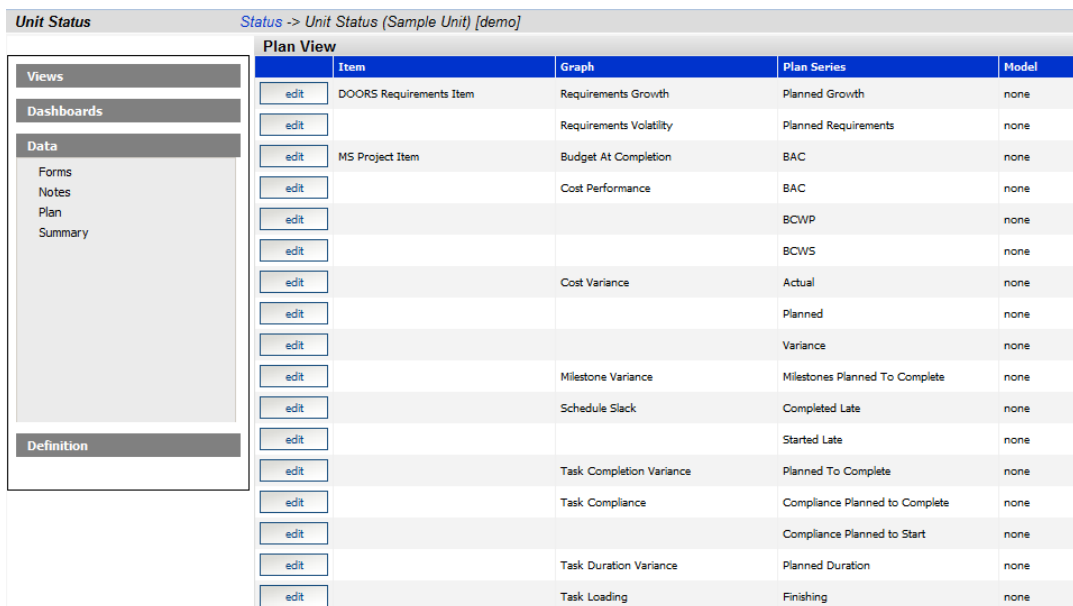 Unit Status Status -> Unit Status (Sample Unit) [demo]
Plan View
Views
Dashboards
Data
Forms
Notes
Plan
Summary
Definition
Item Graph Plan Series Model
edit DOORS Requirements Item Requirements Growth Planned Growth none
edit Requirements Volatility Planned Requirements none
edit MS Project Item Budget At Completion BAC none
edit Cost Performance BAC none
edit BCWP none
edit BCWS none
edit Cost Variance Actual none
edit Planned none
edit Variance none
edit Milestone Variance Milestones Planned To Complete none
edit Schedule Slack Completed Late none
edit Started Late none
edit Task Completion Variance Planned To Complete none
edit Task Compliance Compliance Planned to Complete none
edit Compliance Planned to Start none
edit Task Duration Variance Planned Duration none
edit Task Loading Finishing none